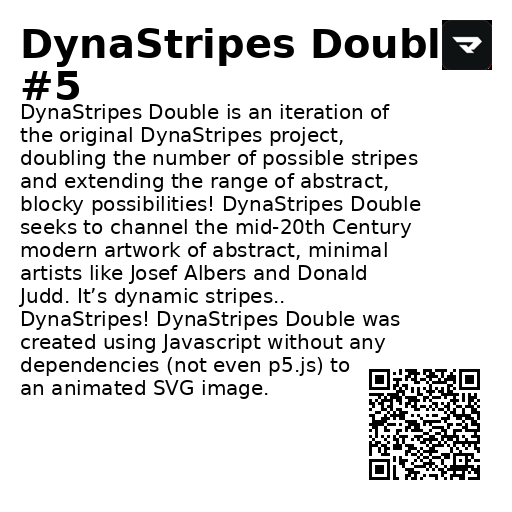 DynaStripes Doubl
#5
DynaStripes Double is an iteration of
the original DynaStripes project,
doubling the number of possible stripes
and extending the range of abstract,
blocky possibilities! DynaStripes Double
seeks to channel the mid-20th Century
modern artwork of abstract, minimal
artists like Josef Albers and Donald
Judd. It’s dynamic stripes..
DynaStripes! DynaStripes Double was
created using Javascript without any
dependencies (not even p5.js) to
an animated SVG image.